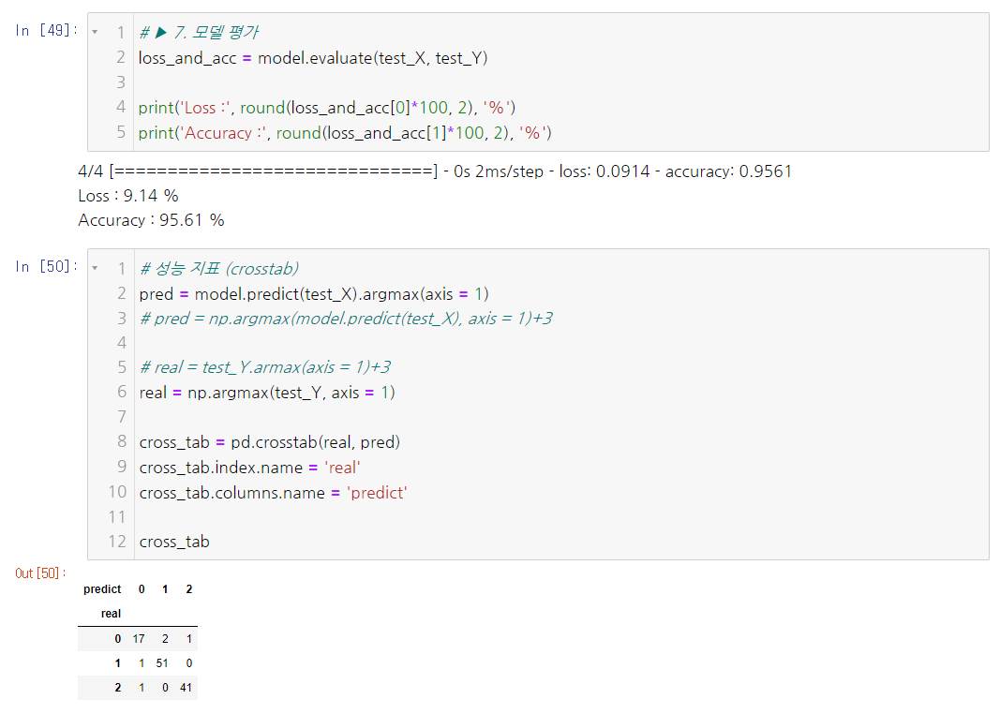 In [49]:
1 # ▶ 7. 모델 평가
2 loss_and_acc = model.evaluate(test_X, test_Y)
3
4 print('Loss :', round(loss_and_acc[0]*100, 2), '%')
5 print('Accuracy :', round(loss_and_acc[1]*100, 2), '%')
4/4 [==============================] - 0s 2ms/step - loss: 0.0914 - accuracy: 0.9561
Loss : 9.14 %
Accuracy : 95.61 %
In [50]:
1 # 성능 지표 (crosstab)
2 pred = model.predict(test_X).argmax(axis = 1)
3 # pred = np.argmax(model.predict(test_X), axis = 1)+3
4
5 # real = test_Y.armax(axis = 1)+3
6 real = np.argmax(test_Y, axis = 1)
7
8 cross_tab = pd.crosstab(real, pred)
9 cross_tab.index.name = 'real'
10 cross_tab.columns.name = 'predict'
11
12 cross_tab
Out[50]:
predict 0 1 2
real
0 17 2 1
1 1 51 0
2 1 0 41